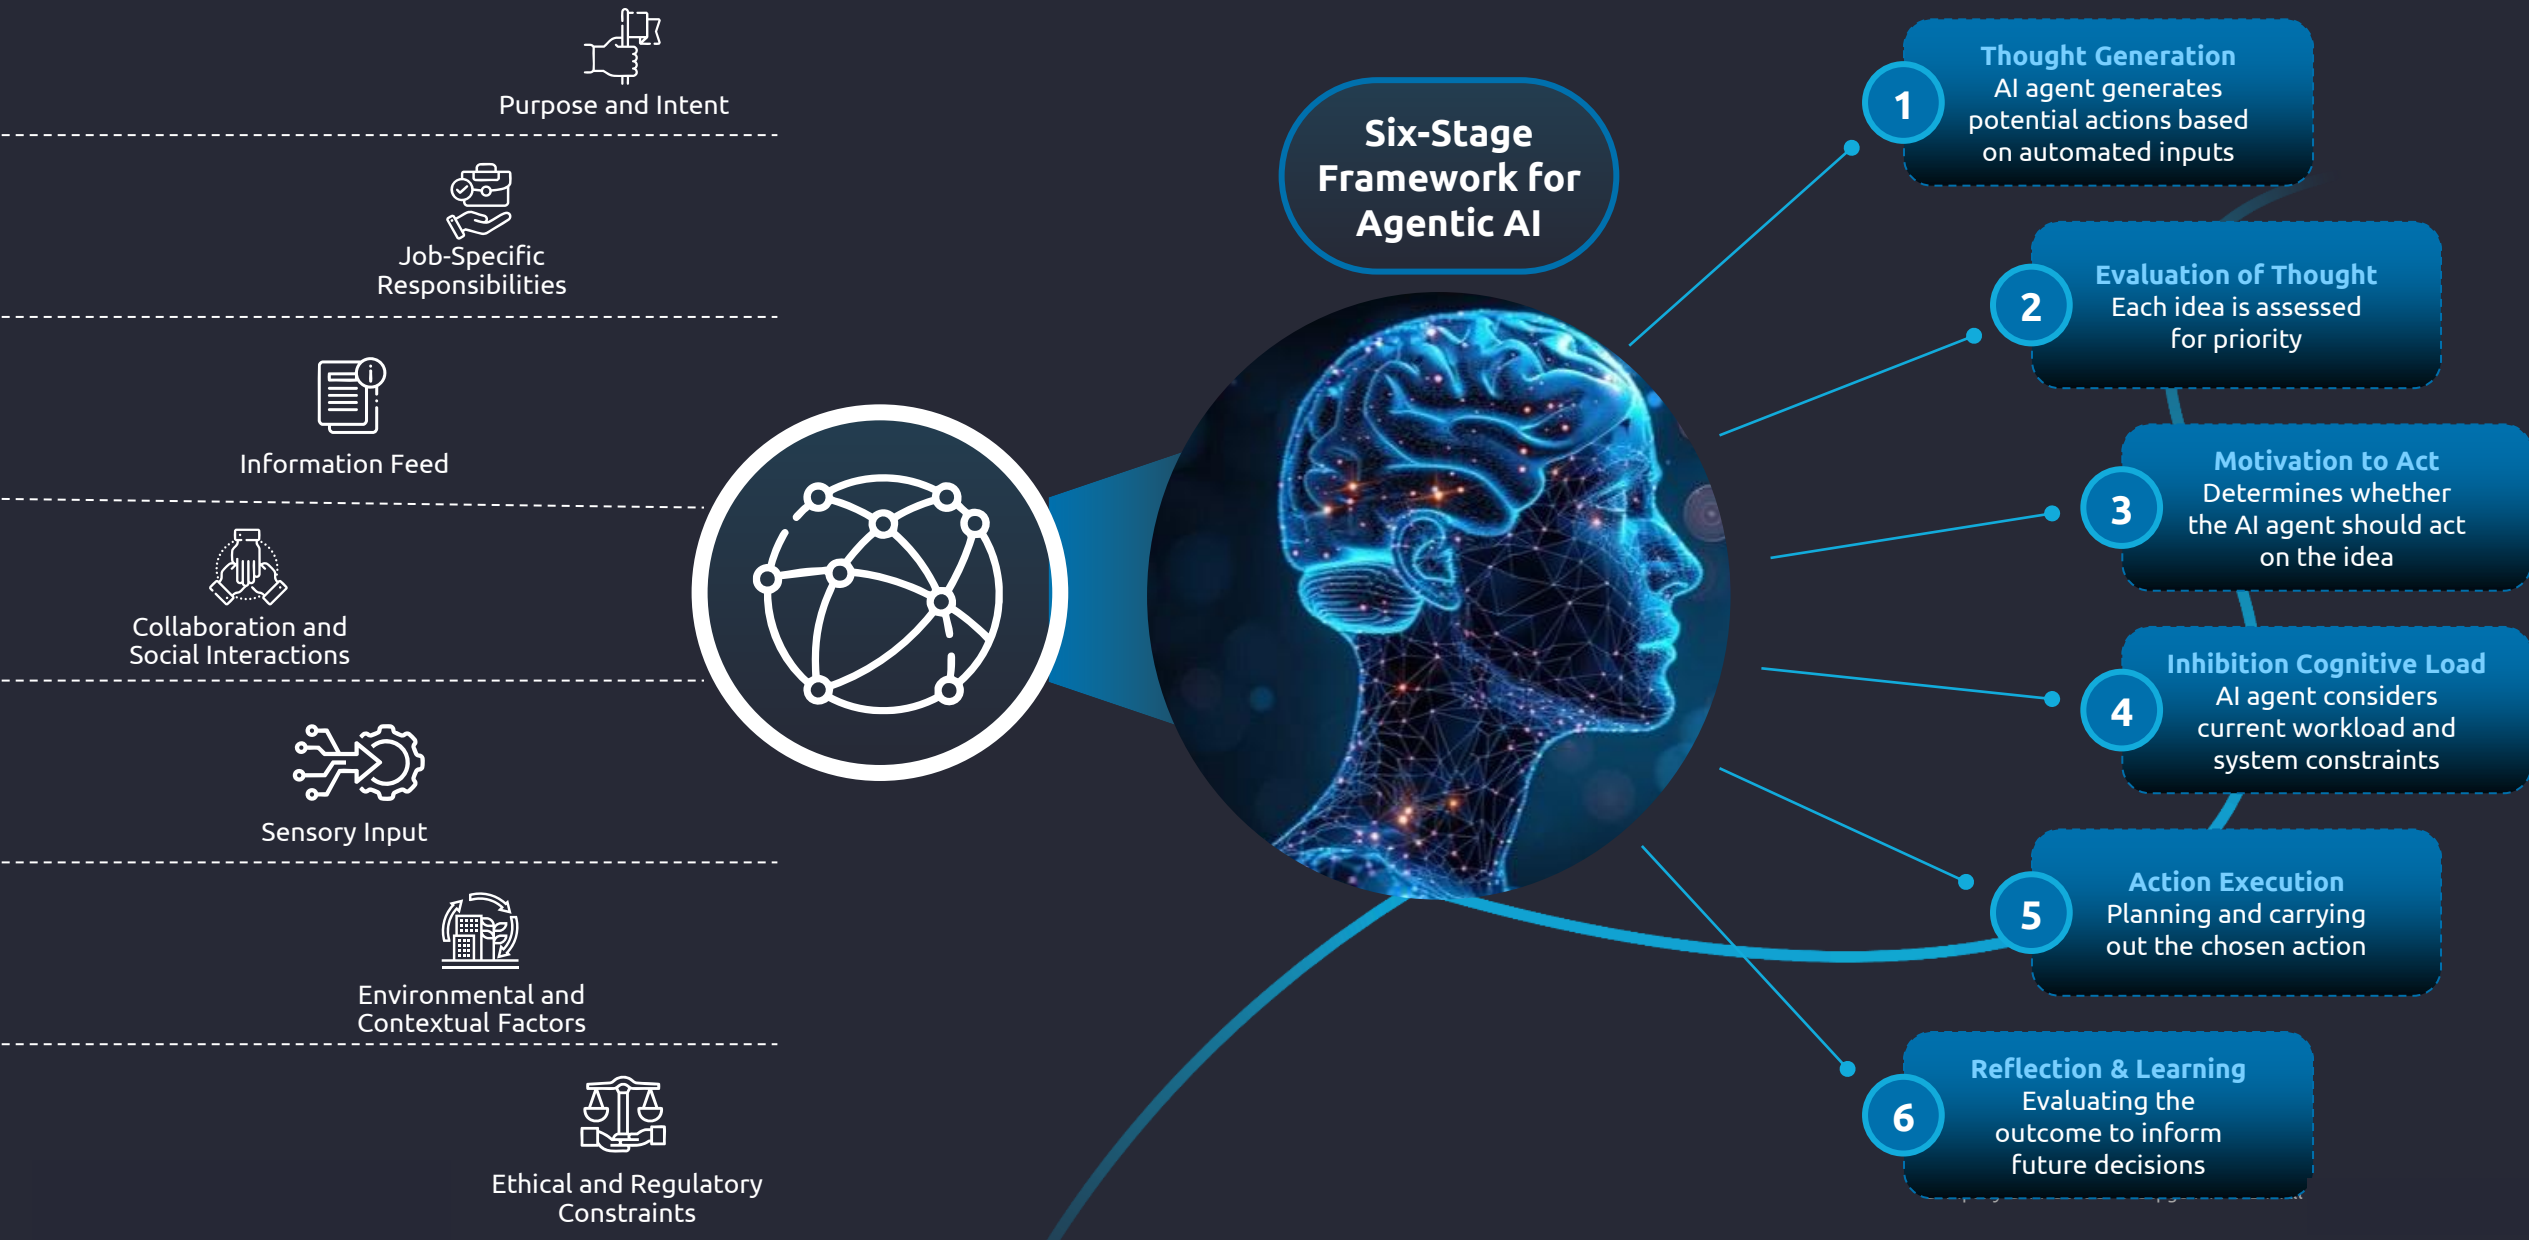 Purpose and Intent
Job-Specific
Responsibilities
Information Feed
Collaboration and
Social Interactions
Sensory Input
Environmental and
Contextual Factors
Ethical and Regulatory
Constraints
Six-Stage
Framework for
Agentic AI
1
Thought Generation
AI agent generates
potential actions based
on automated inputs
2
Evaluation of Thought
Each idea is assessed
for priority
3
Motivation to Act
Determines whether
the AI agent should act
on the idea
4
Inhibition Cognitive Load
AI agent considers
current workload and
system constraints
5
Action Execution
Planning and carrying
out the chosen action
6
Reflection & Learning
Evaluating the
outcome to inform
future decisions